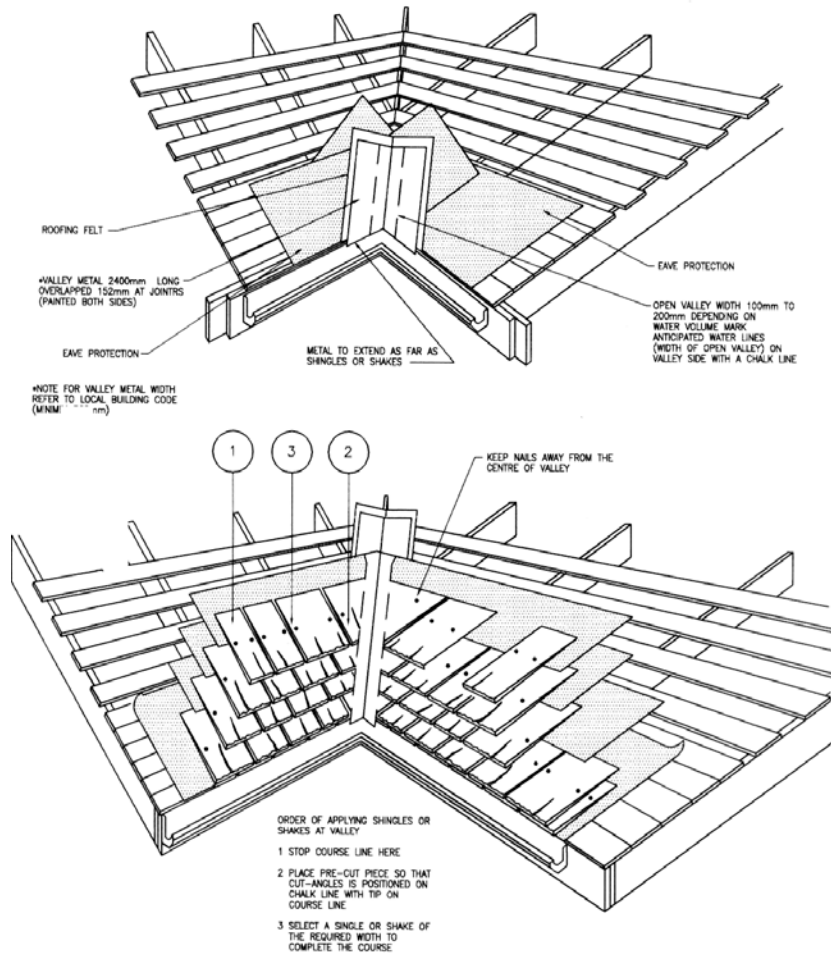 ROOFING FELT
*VALLEY METAL 2400mm LONG
OVERLAPPED 152mm AT JOINTRS
(PAINTED BOTH SIDES)
EAVE PROTECTION
*NOTE FOR VALLEY METAL WIDTH
REFER TO LOCAL BUILDING CODE
METAL TO EXTEND AS FAR AS
SHINGLES OR SHAKES
EAVE PROTECTION
OPEN VALLEY WIDTH 100mm TO
200mm DEPENDING ON
WATER VOLUME MARK
ANTICIPATED WATER LINES
(WIDTH OF OPEN VALLEY) ON
VALLEY SIDE WITH A CHALK LINE
1
3
2
KEEP NAILS AWAY FROM THE
CENTRE OF VALLEY
ORDER OF APPLYING SHINGLES OR
SHAKES AT VALLEY
1 STOP COURSE LINE HERE
2 PLACE PRE-CUT PIECE SO THAT
CUT-ANGLES IS POSITIONED ON
CHALK LINE WITH TIP ON
COURSE LINE
3 SELECT A SINGLE OR SHAKE OF
THE REQUIRED WIDTH TO
COMPLETE THE COURSE